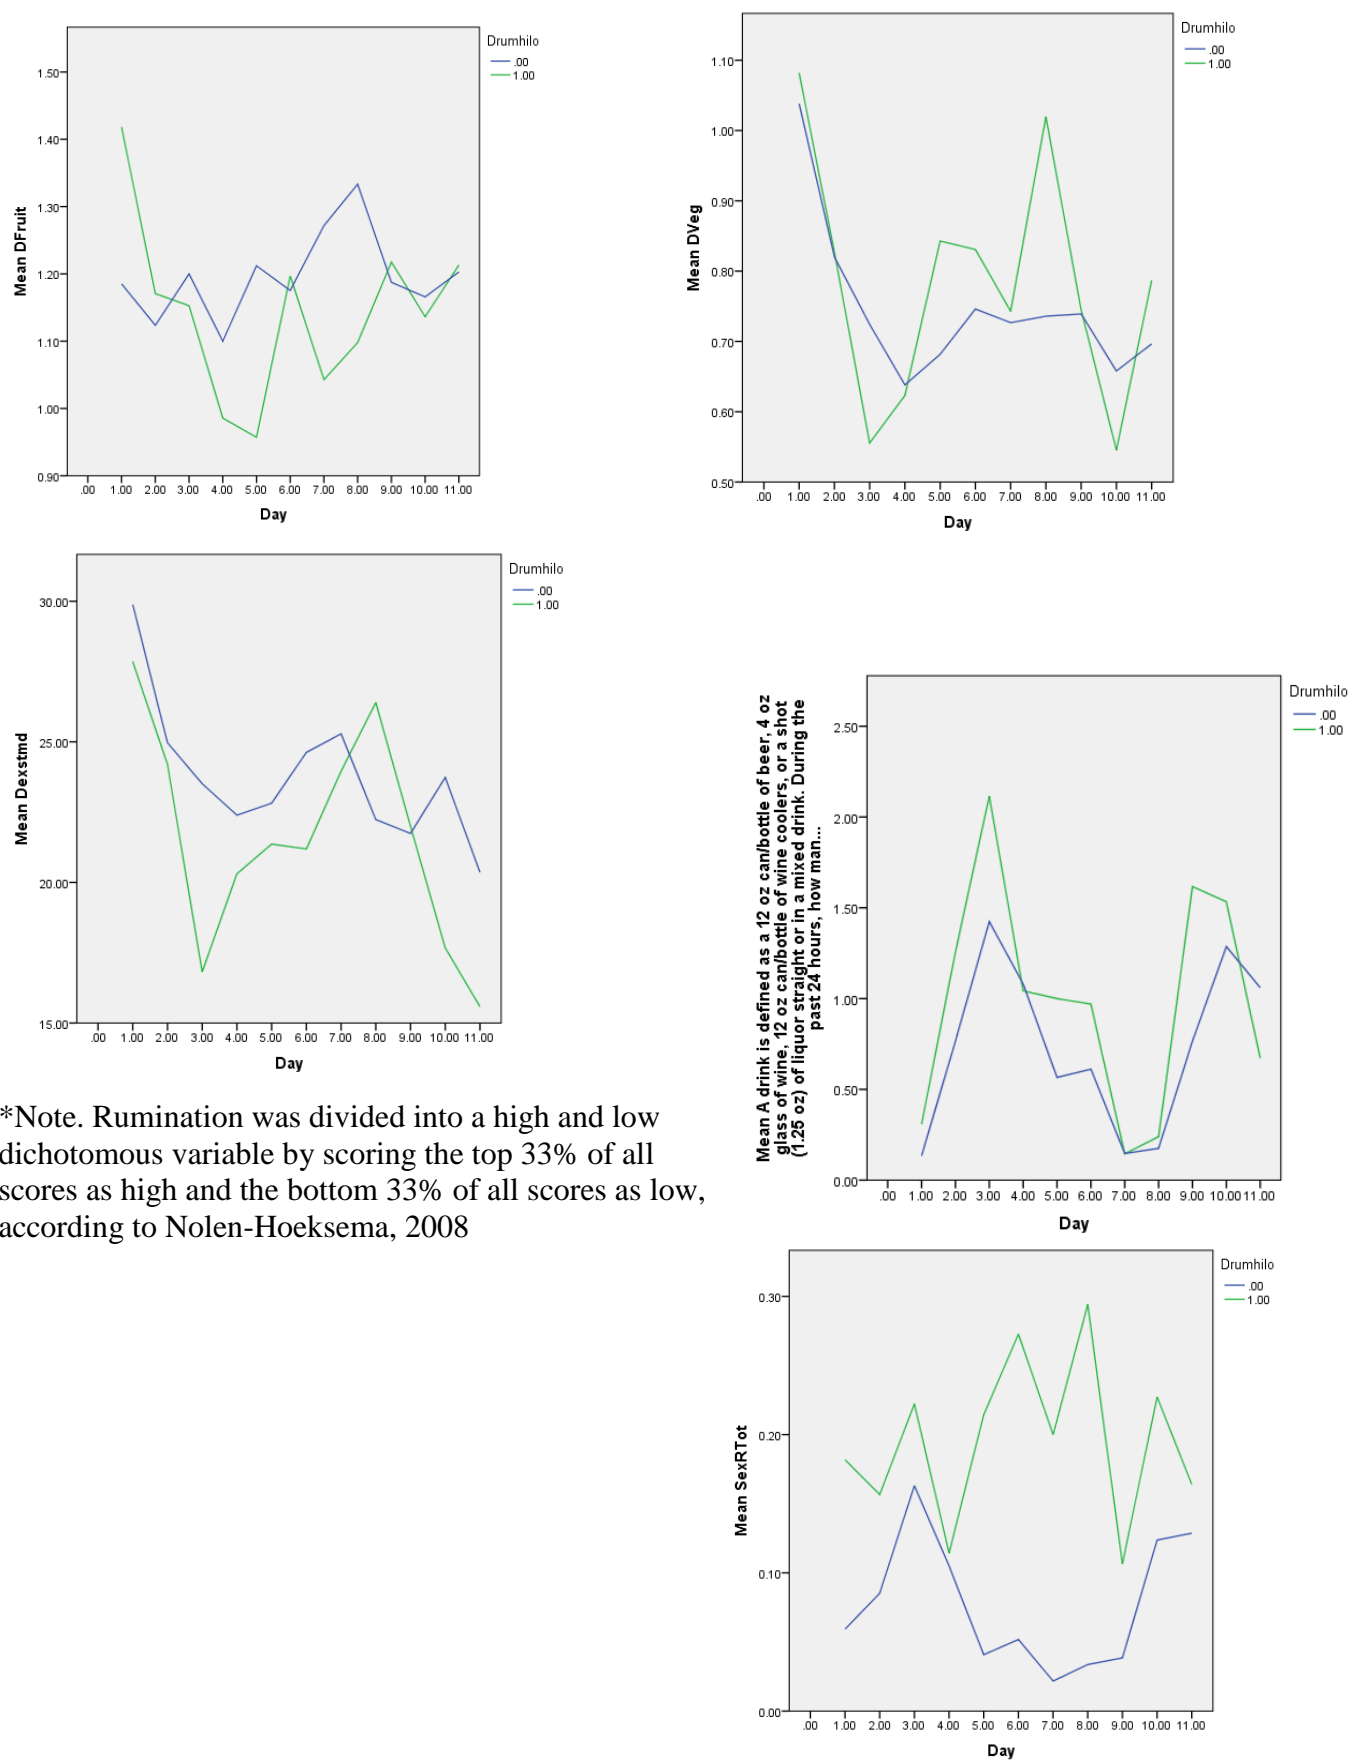 Drumhilo
.00
1.00
1.50
1.40
1.30
1.20
1.10
1.00
0.90
Mean DFruit
.00 1.00 2.00 3.00 4.00 5.00 6.00 7.00 8.00 9.00 10.00 11.00
Day
Drumhilo
.00
1.00
1.10
1.00
0.90
0.80
0.70
0.60
0.50
Mean DVeg
.00 1.00 2.00 3.00 4.00 5.00 6.00 7.00 8.00 9.00 10.00 11.00
Day
Drumhilo
.00
1.00
30.00
25.00
20.00
15.00
Mean Dexstmd
.00 1.00 2.00 3.00 4.00 5.00 6.00 7.00 8.00 9.00 10.00 11.00
Day
*Note. Rumination was divided into a high and low
dichotomous variable by scoring the top 33% of all
scores as high and the bottom 33% of all scores as low,
according to Nolen-Hoeksema, 2008
Drumhilo
.00
1.00
2.50
2.00
1.50
1.00
0.50
0.00
Mean A drink is defined as a 12 oz can/bottle of beer, 4 oz
glass of wine, 12 oz can/bottle of wine coolers, or a shot
(1.25 oz) of liquor straight or in a mixed drink. During the
past 24 hours, how man...
.00 1.00 2.00 3.00 4.00 5.00 6.00 7.00 8.00 9.00 10.00 11.00
Day
Drumhilo
.00
1.00
0.30
0.20
0.10
0.00
Mean SexRTot
.00 1.00 2.00 3.00 4.00 5.00 6.00 7.00 8.00 9.00 10.00 11.00
Day